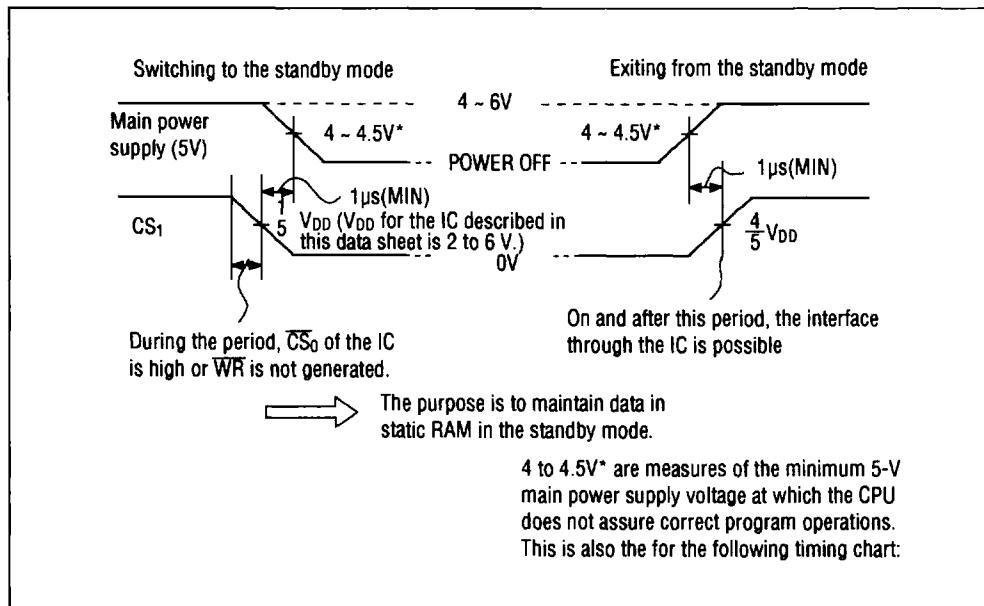 Switching to the standby mode
Exiting from the standby mode
4 ~ 6V
Main power
supply (5V)
4 ~ 4.5V*
4 ~ 4.5V*
POWER OFF
1μs(MIN)
1μs(MIN)
CS1
1
5
VDD (VDD for the IC described in
this data sheet is 2 to 6 V.)
0V
4/5 VDD
During the period, C̅S̅0 of the IC
is high or W̅R̅ is not generated.
On and after this period, the interface
through the IC is possible
The purpose is to maintain data in
static RAM in the standby mode.
4 to 4.5V* are measures of the minimum 5-V
main power supply voltage at which the CPU
does not assure correct program operations.
This is also the for the following timing chart: